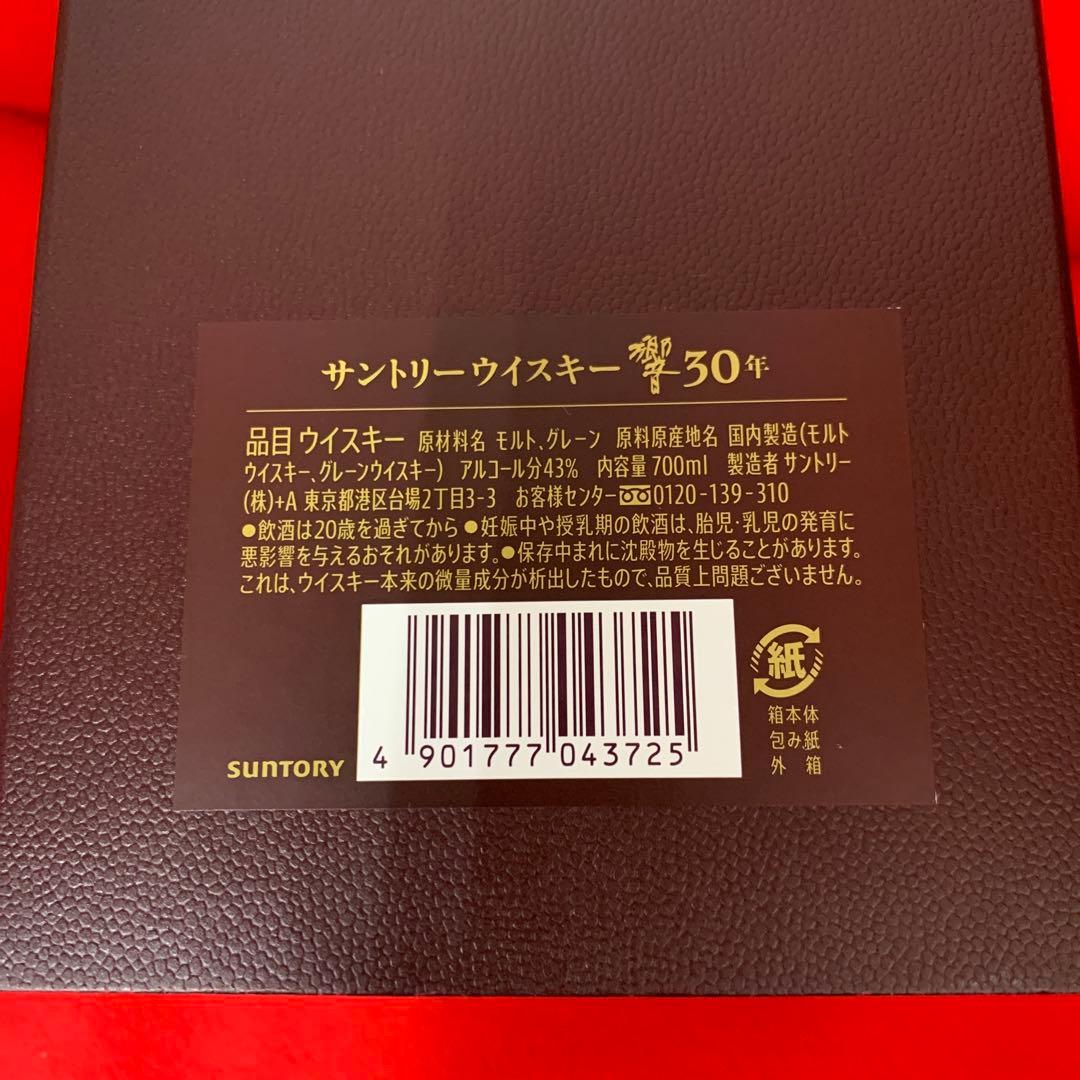 サントリーウイスキー 響 30年
品目 ウイスキー 原材料名 モルト、グレーン 原料原産地名 国内製造(モルト
ウイスキー、グレーンウイスキー) アルコール分43% 内容量 700ml 製造者 サントリー
(株)+A 東京都港区台場2丁目3-3 お客様センター 0120-139-310
●飲酒は20歳を過ぎてから ●妊娠中や授乳期の飲酒は、胎児・乳児の発育に
悪影響を与えるおそれがあります。●保存中まれに沈殿物を生じることがあります。
これは、ウイスキー本来の微量成分が析出したもので、品質上問題ございません。
紙
箱本体
包み紙
外 箱
SUNTORY
4 901777 043725